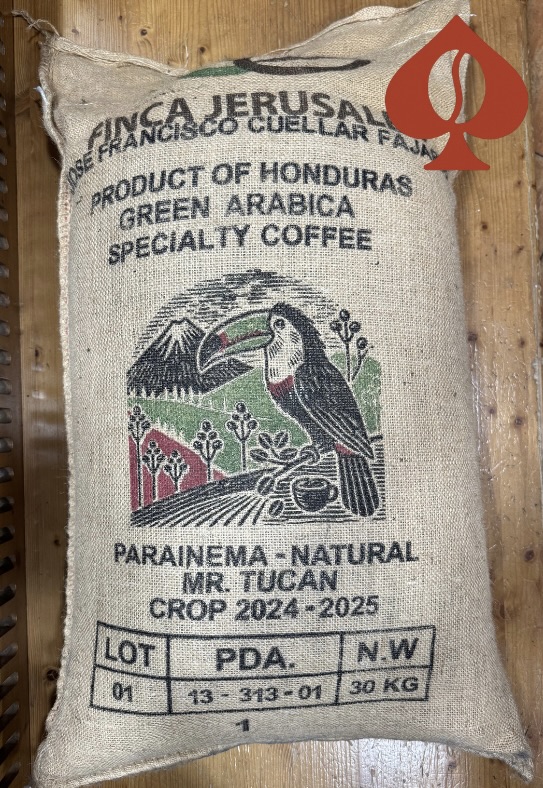 FINCA
JOSE FRANCISCO CUELLAR
PRODUCT OF HONDURAS
GREEN ARABICA
SPECIALTY COFFEE
PARAINEMA - NATURAL
MR. TUCAN
CROP 2024 - 2025
LOT PDA. N.W
01 13 - 313 - 01 30 KG
1